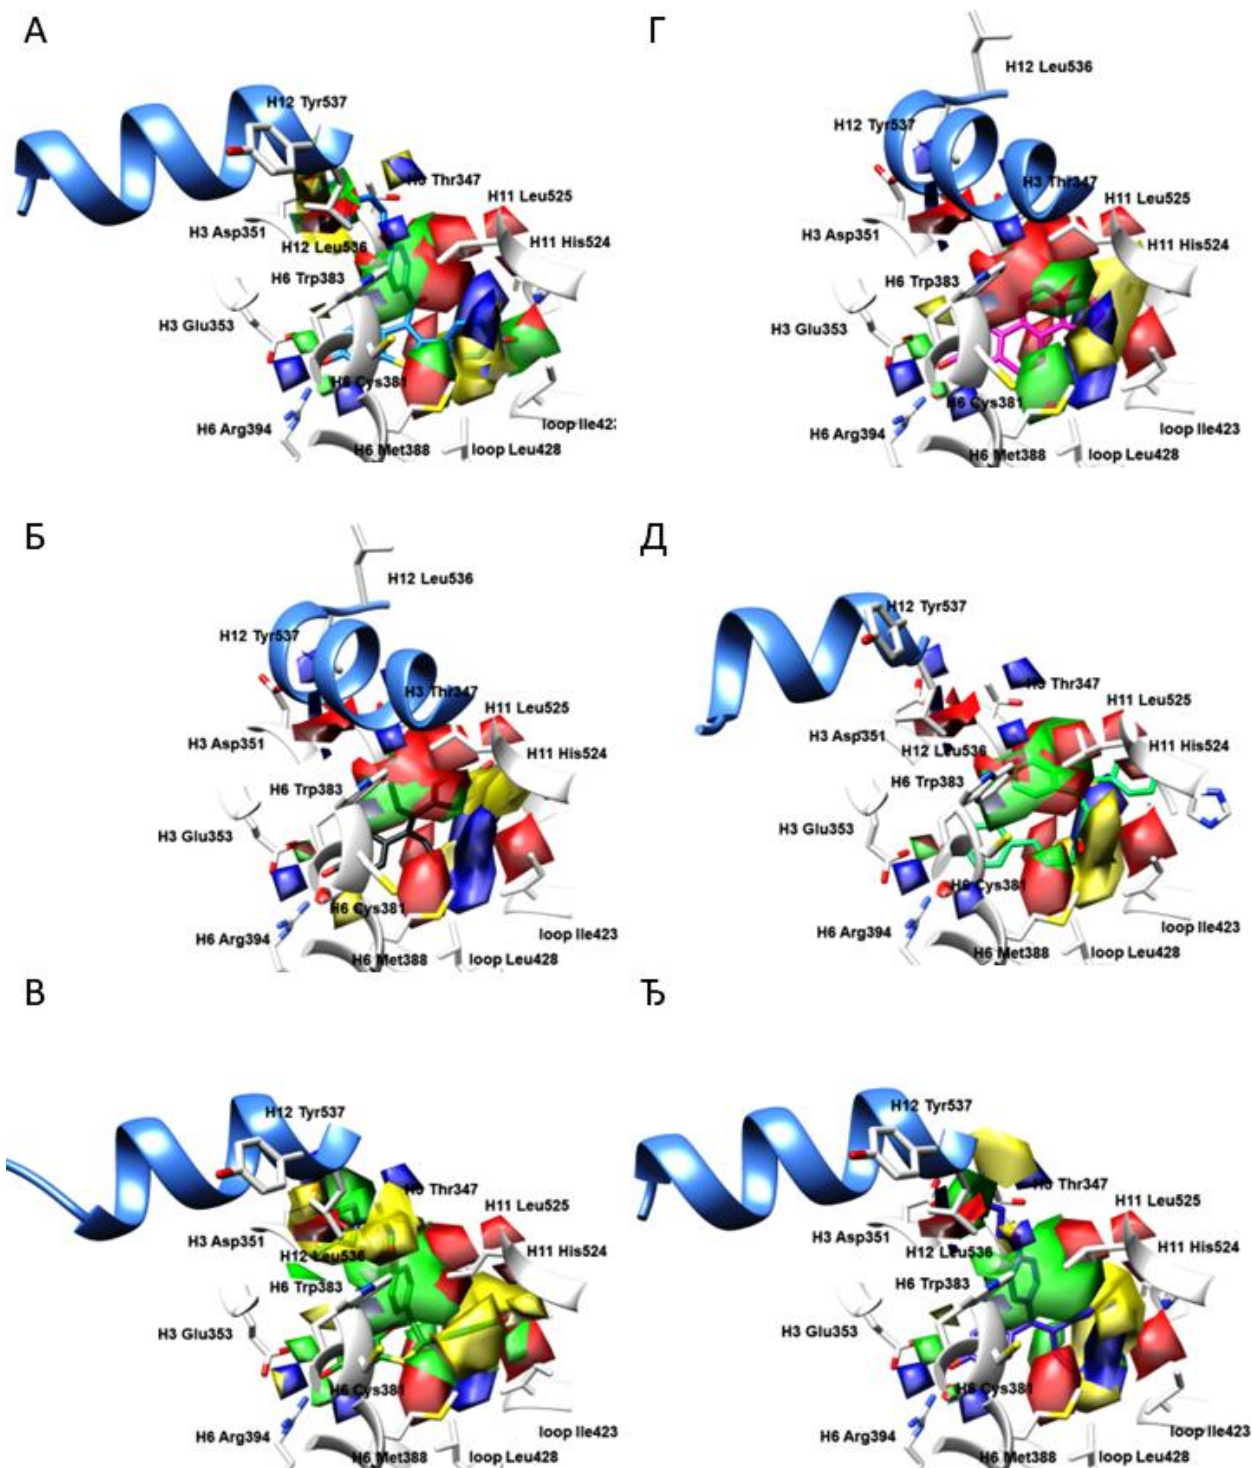 А
H12 Tyr537
H3 Thr347
H11 Leu525
H3 Asp351
H12 Leu536
H11 His524
H6 Trp383
H3 Glu353
H6 Cys381
H6 Arg394
loop Ile423
H6 Met388
loop Leu428
Г
H12 Leu536
H12 Tyr537
H3 Thr347
H11 Leu525
H3 Asp351
H11 His524
H6 Trp383
H3 Glu353
H6 Cys381
H6 Arg394
loop Ile423
H6 Met388
loop Leu428
Б
H12 Leu536
H12 Tyr537
H3 Thr347
H11 Leu525
H3 Asp351
H11 His524
H6 Trp383
H3 Glu353
H6 Cys381
H6 Arg394
loop Ile423
H6 Met388
loop Leu428
Д
H12 Tyr537
H3 Thr347
H11 Leu525
H3 Asp351
H12 Leu536
H11 His524
H6 Trp383
H3 Glu353
H6 Cys381
H6 Arg394
loop Ile423
H6 Met388
loop Leu428
В
H12 Tyr537
H3 Thr347
H11 Leu525
H3 Asp351
H12 Leu536
H11 His524
H6 Trp383
H3 Glu353
H6 Cys381
H6 Arg394
loop Ile423
H6 Met388
loop Leu428
Ђ
H12 Tyr537
H3 Thr347
H11 Leu525
H3 Asp351
H12 Leu536
H11 His524
H6 Trp383
H3 Glu353
H6 Cys381
H6 Arg394
loop Ile423
H6 Met388
loop Leu428